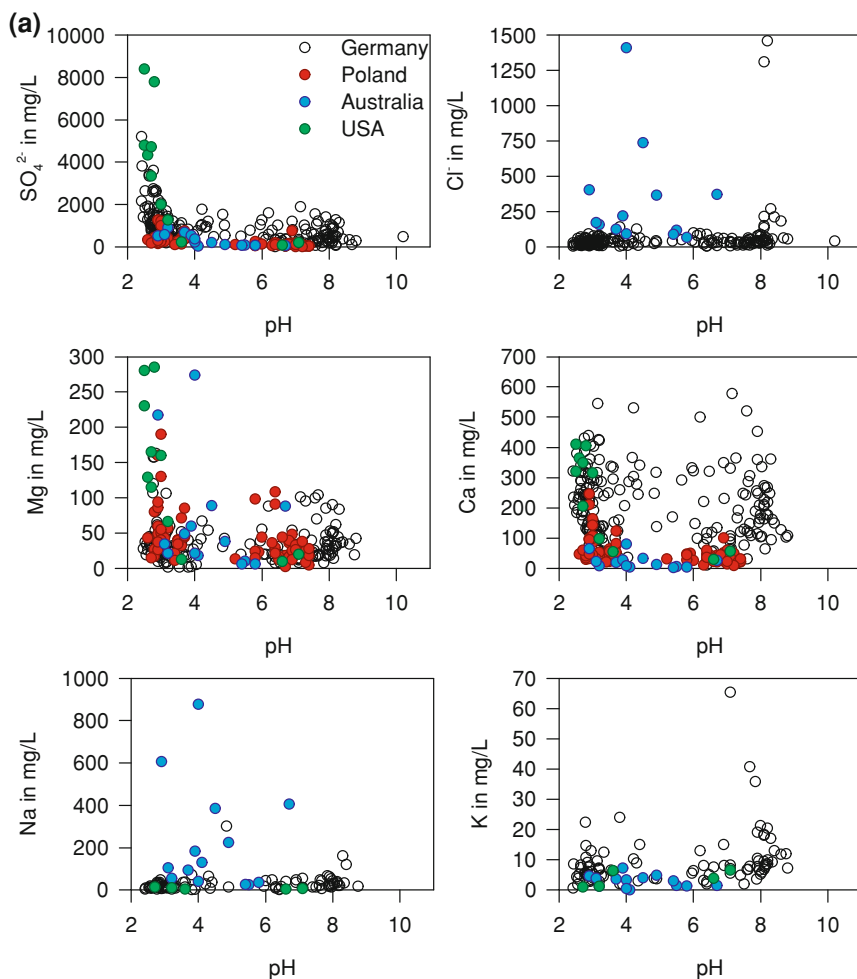 (a)
SO₄²⁻ in mg/L
10000
8000
6000
4000
2000
0
Germany
Poland
Australia
USA
2 4 6 8 10
pH
Cl⁻ in mg/L
1500
1250
1000
750
500
250
0
2 4 6 8 10
pH
Mg in mg/L
300
250
200
150
100
50
0
2 4 6 8 10
pH
Ca in mg/L
700
600
500
400
300
200
100
0
2 4 6 8 10
pH
Na in mg/L
1000
800
600
400
200
0
2 4 6 8 10
pH
K in mg/L
70
60
50
40
30
20
10
0
2 4 6 8 10
pH